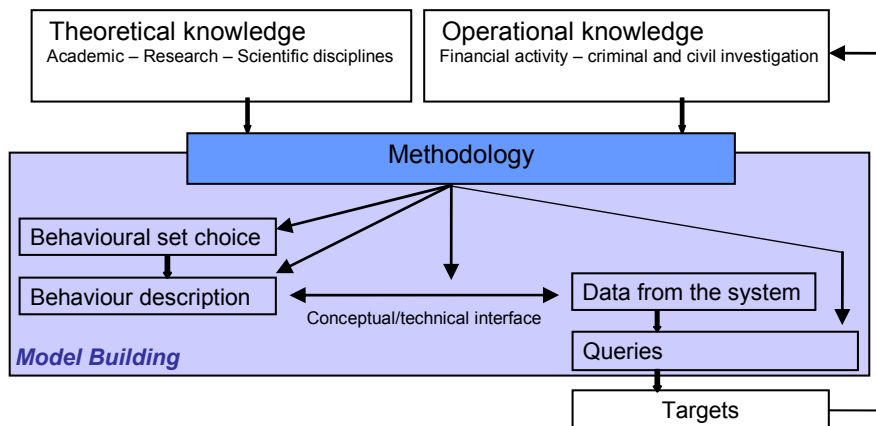 Theoretical knowledge
Academic – Research – Scientific disciplines
Operational knowledge
Financial activity – criminal and civil investigation
Methodology
Behavioural set choice
Behaviour description
Conceptual/technical interface
Data from the system
Queries
Model Building
Targets